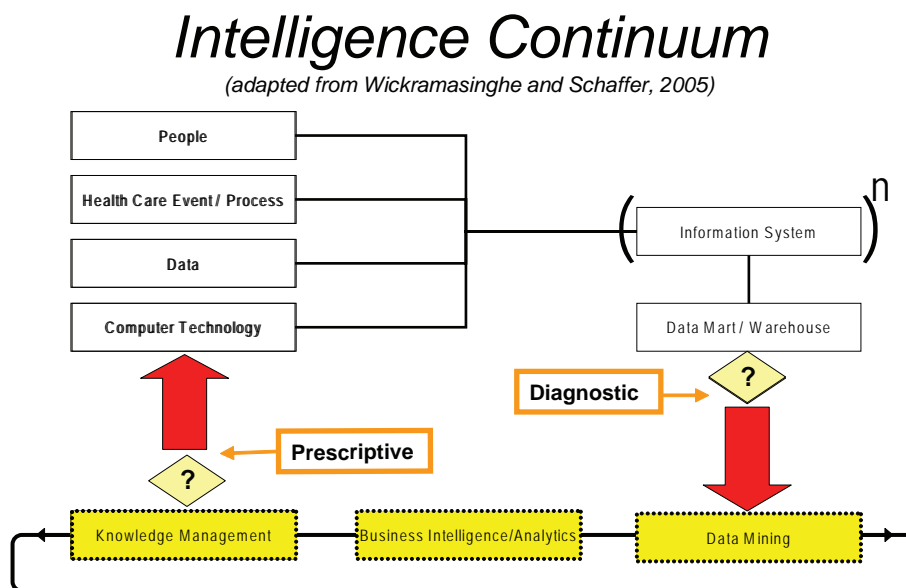 Intelligence Continuum
(adapted from Wickramasinghe and Schaffer, 2005)
People
Health Care Event / Process
Data
Computer Technology
( Information System )n
Data Mart / Warehouse
?
Diagnostic
Prescriptive
?
Knowledge Management
Business Intelligence/Analytics
Data Mining